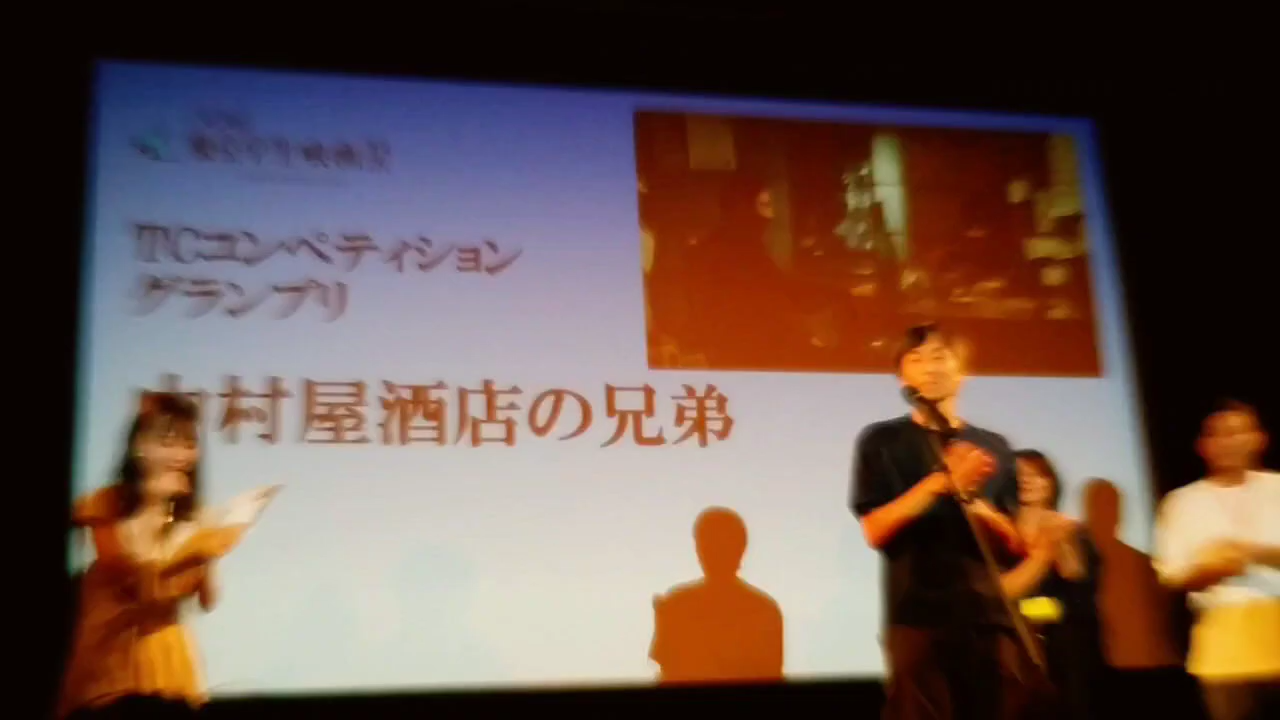 TCコンペティション
グランプリ
中村屋酒店の兄弟